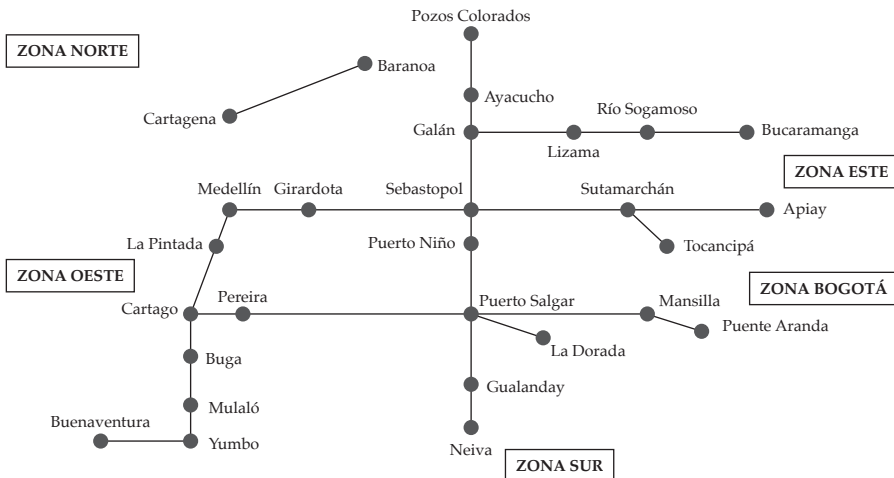 Pozos Colorados
ZONA NORTE
Baranoa
Ayacucho
Cartagena
Galán
Río Sogamoso
Bucaramanga
Lizama
ZONA ESTE
Medellín
Girardota
Sebastopol
Sutamarchán
Apiay
La Pintada
Puerto Niño
Tocancipá
ZONA OESTE
ZONA BOGOTÁ
Pereira
Cartago
Puerto Salgar
Mansilla
Puente Aranda
La Dorada
Buga
Gualanday
Mulaló
Buenaventura
Yumbo
Neiva
ZONA SUR